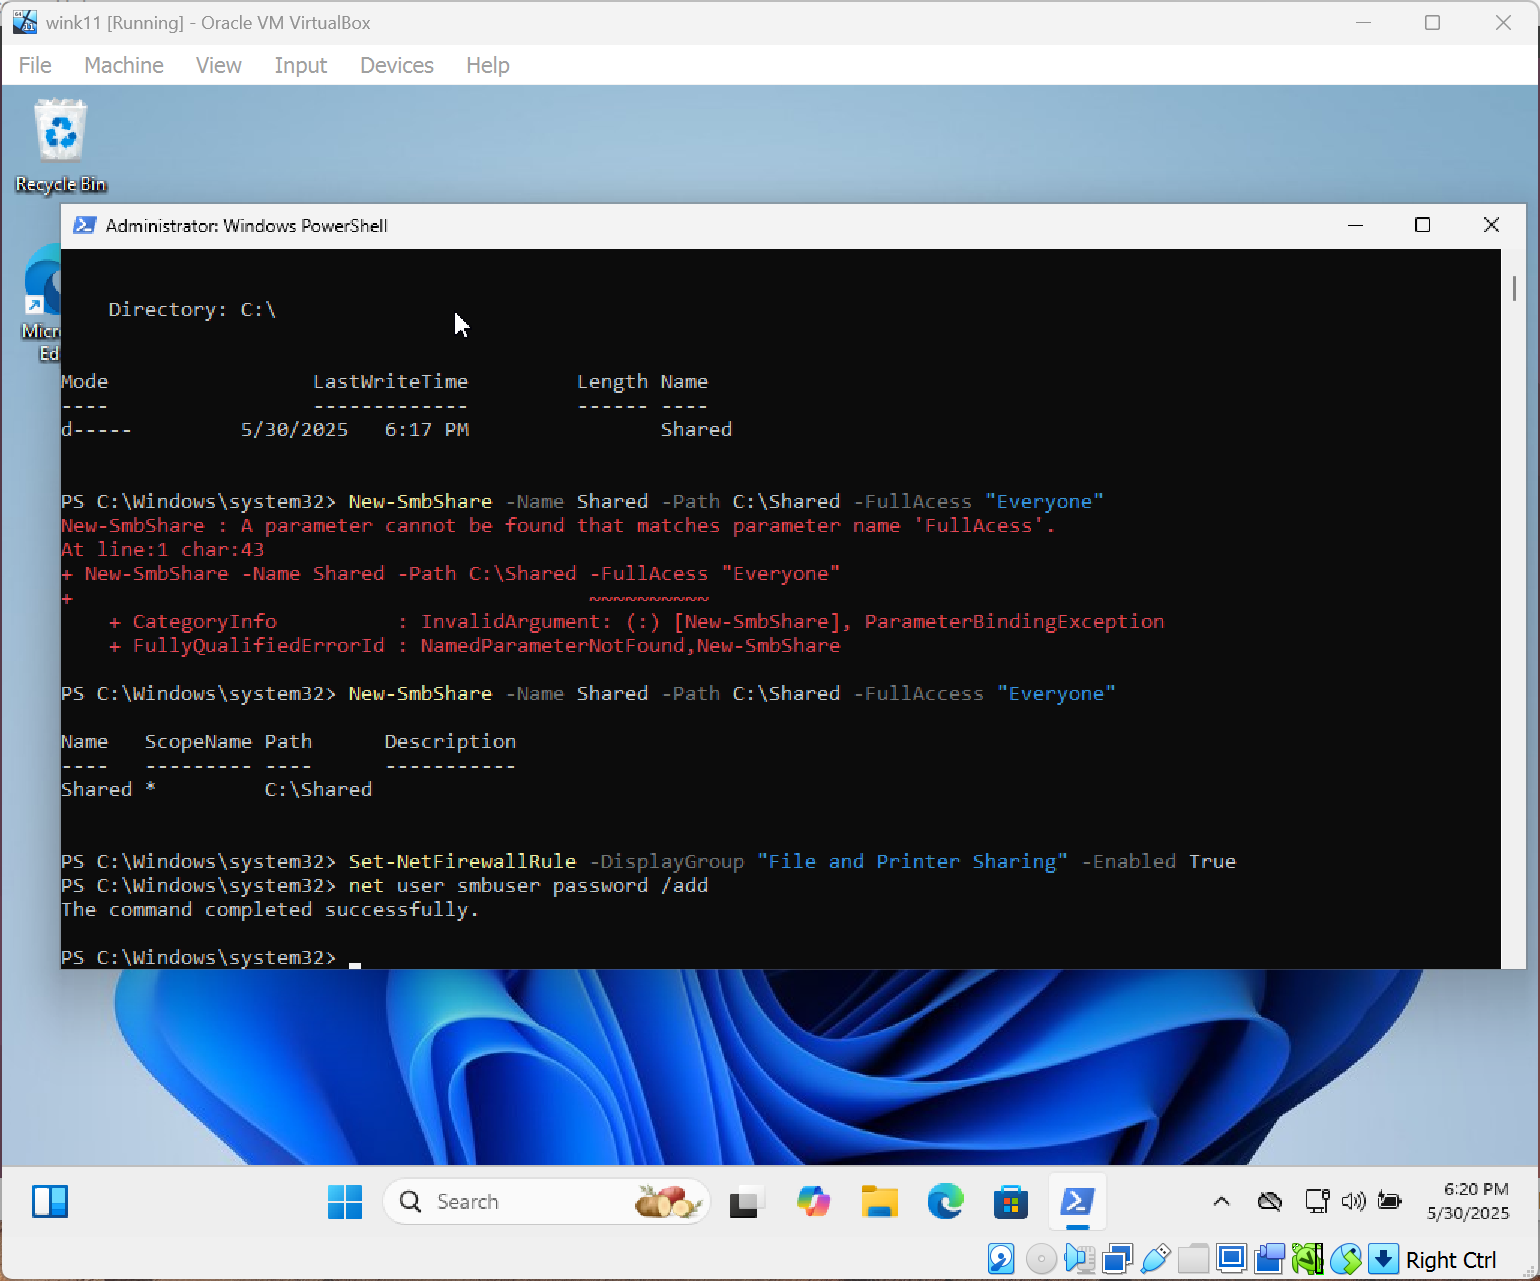 wink11 [Running] - Oracle VM VirtualBox
File Machine View Input Devices Help
Recycle Bin
Administrator: Windows PowerShell
Micr
Ed
Directory: C:\
Mode LastWriteTime Length Name
---- ------------- ------ ----
d----- 5/30/2025 6:17 PM Shared
PS C:\Windows\system32> New-SmbShare -Name Shared -Path C:\Shared -FullAcess "Everyone"
New-SmbShare : A parameter cannot be found that matches parameter name 'FullAcess'.
At line:1 char:43
+ New-SmbShare -Name Shared -Path C:\Shared -FullAcess "Everyone"
+ ~~~~~~~~~~
+ CategoryInfo : InvalidArgument: (:) [New-SmbShare], ParameterBindingException
+ FullyQualifiedErrorId : NamedParameterNotFound,New-SmbShare
PS C:\Windows\system32> New-SmbShare -Name Shared -Path C:\Shared -FullAccess "Everyone"
Name ScopeName Path Description
---- --------- ---- -----------
Shared * C:\Shared
PS C:\Windows\system32> Set-NetFirewallRule -DisplayGroup "File and Printer Sharing" -Enabled True
PS C:\Windows\system32> net user smbuser password /add
The command completed successfully.
PS C:\Windows\system32>
Search
6:20 PM
5/30/2025
Right Ctrl